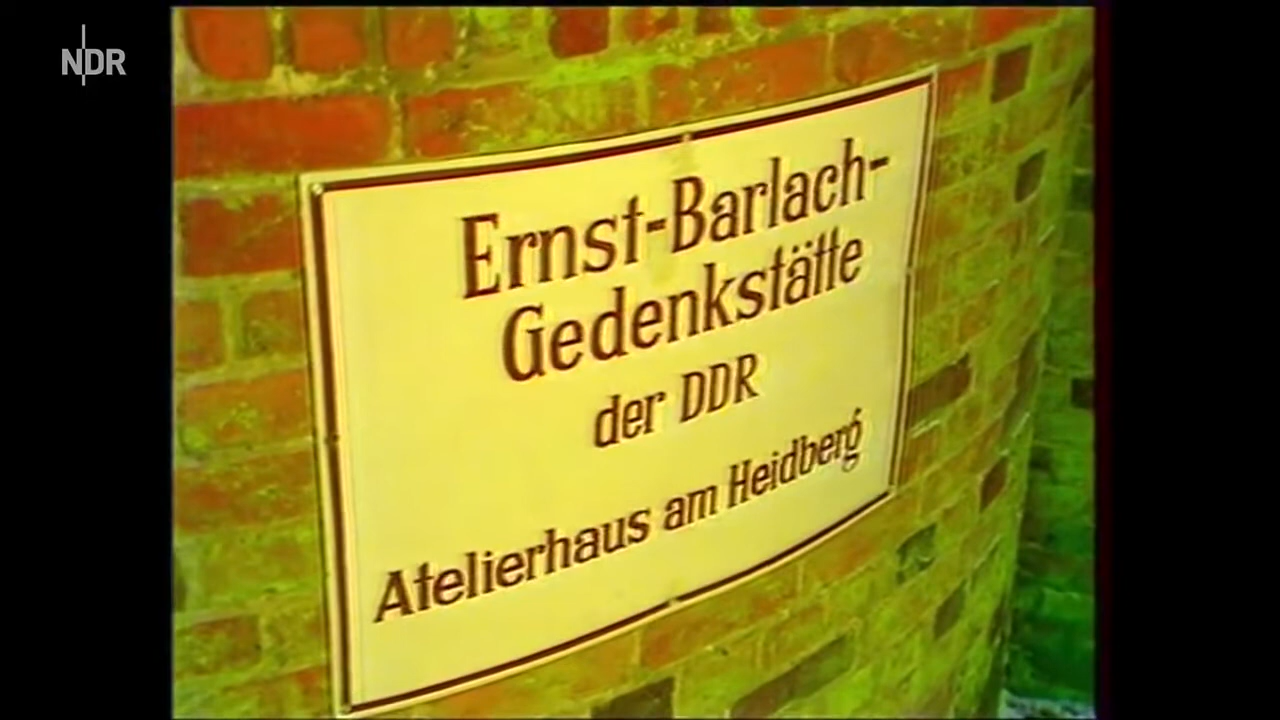 NDR
Ernst-Barlach-
Gedenkstätte
der DDR
Atelierhaus am Heidberg